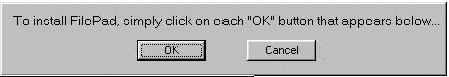 To install FilePad, simply click on each "OK" button that appears below...
OK
Cancel